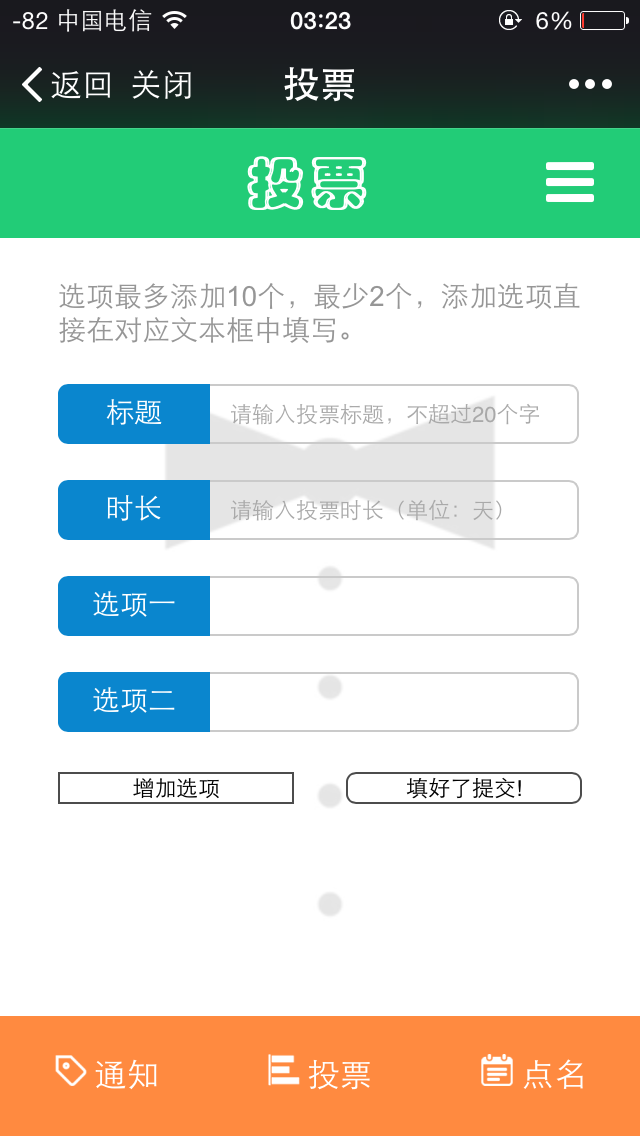 -82 中国电信 03:23 6%
返回 关闭 投票
投票
选项最多添加10个，最少2个，添加选项直
接在对应文本框中填写。
标题 请输入投票标题，不超过20个字
时长 请输入投票时长（单位：天）
选项一
选项二
增加选项 填好了提交!
通知 投票 点名